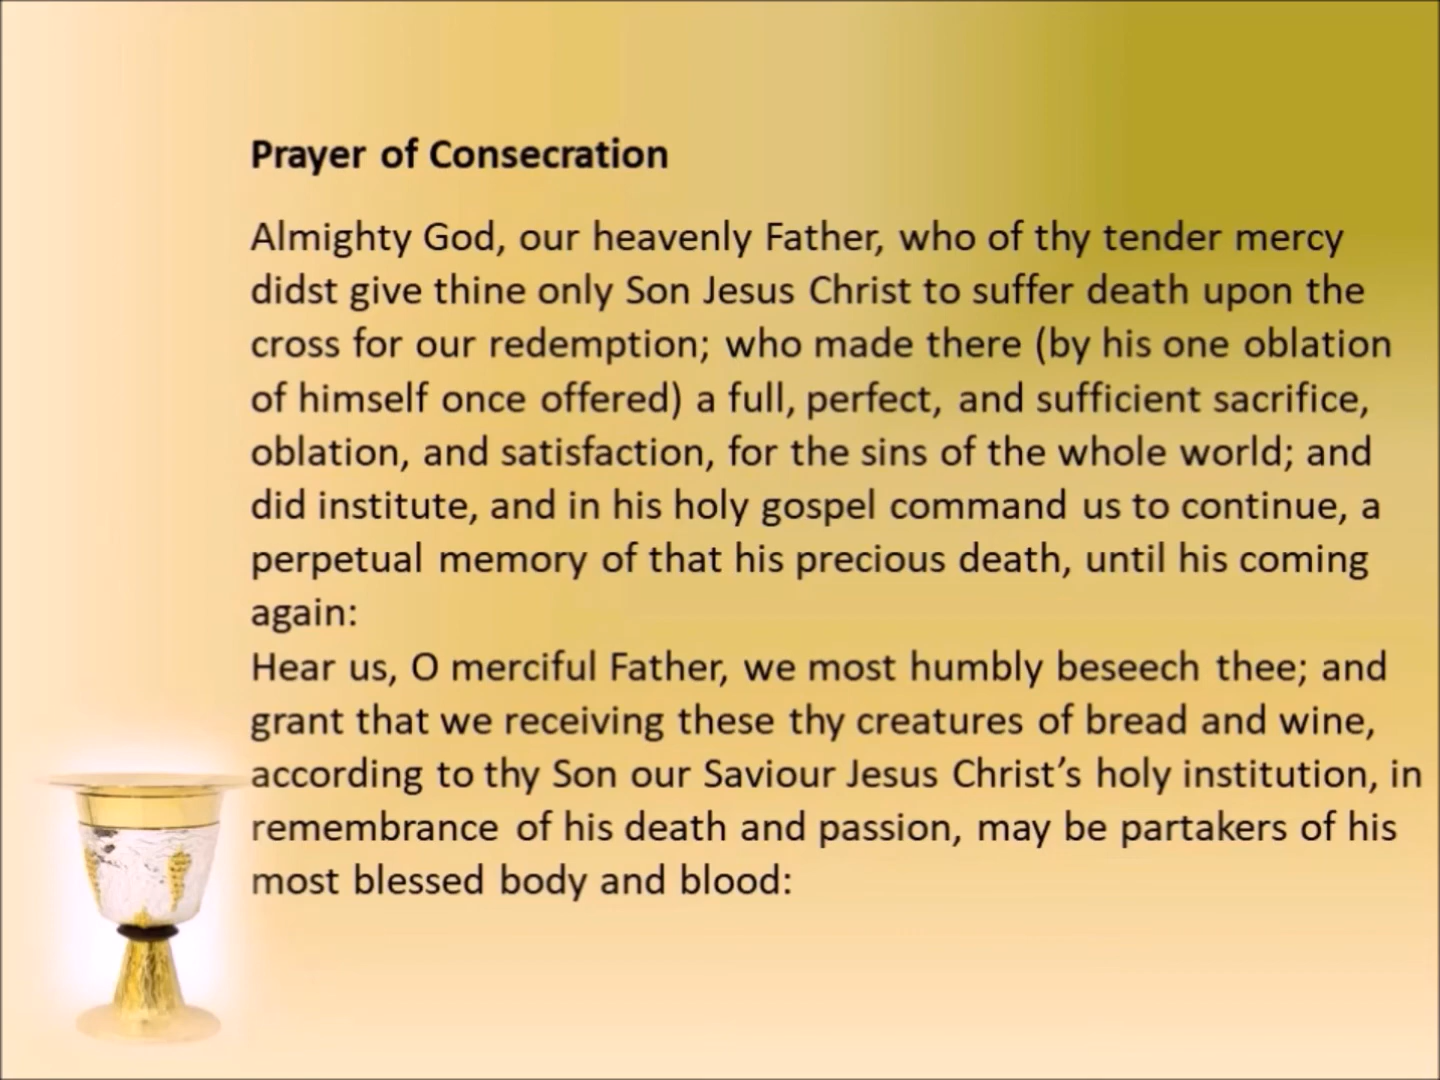 Prayer of Consecration
Almighty God, our heavenly Father, who of thy tender mercy
didst give thine only Son Jesus Christ to suffer death upon the
cross for our redemption; who made there (by his one oblation
of himself once offered) a full, perfect, and sufficient sacrifice,
oblation, and satisfaction, for the sins of the whole world; and
did institute, and in his holy gospel command us to continue, a
perpetual memory of that his precious death, until his coming
again:
Hear us, O merciful Father, we most humbly beseech thee; and
grant that we receiving these thy creatures of bread and wine,
according to thy Son our Saviour Jesus Christ’s holy institution, in
remembrance of his death and passion, may be partakers of his
most blessed body and blood: